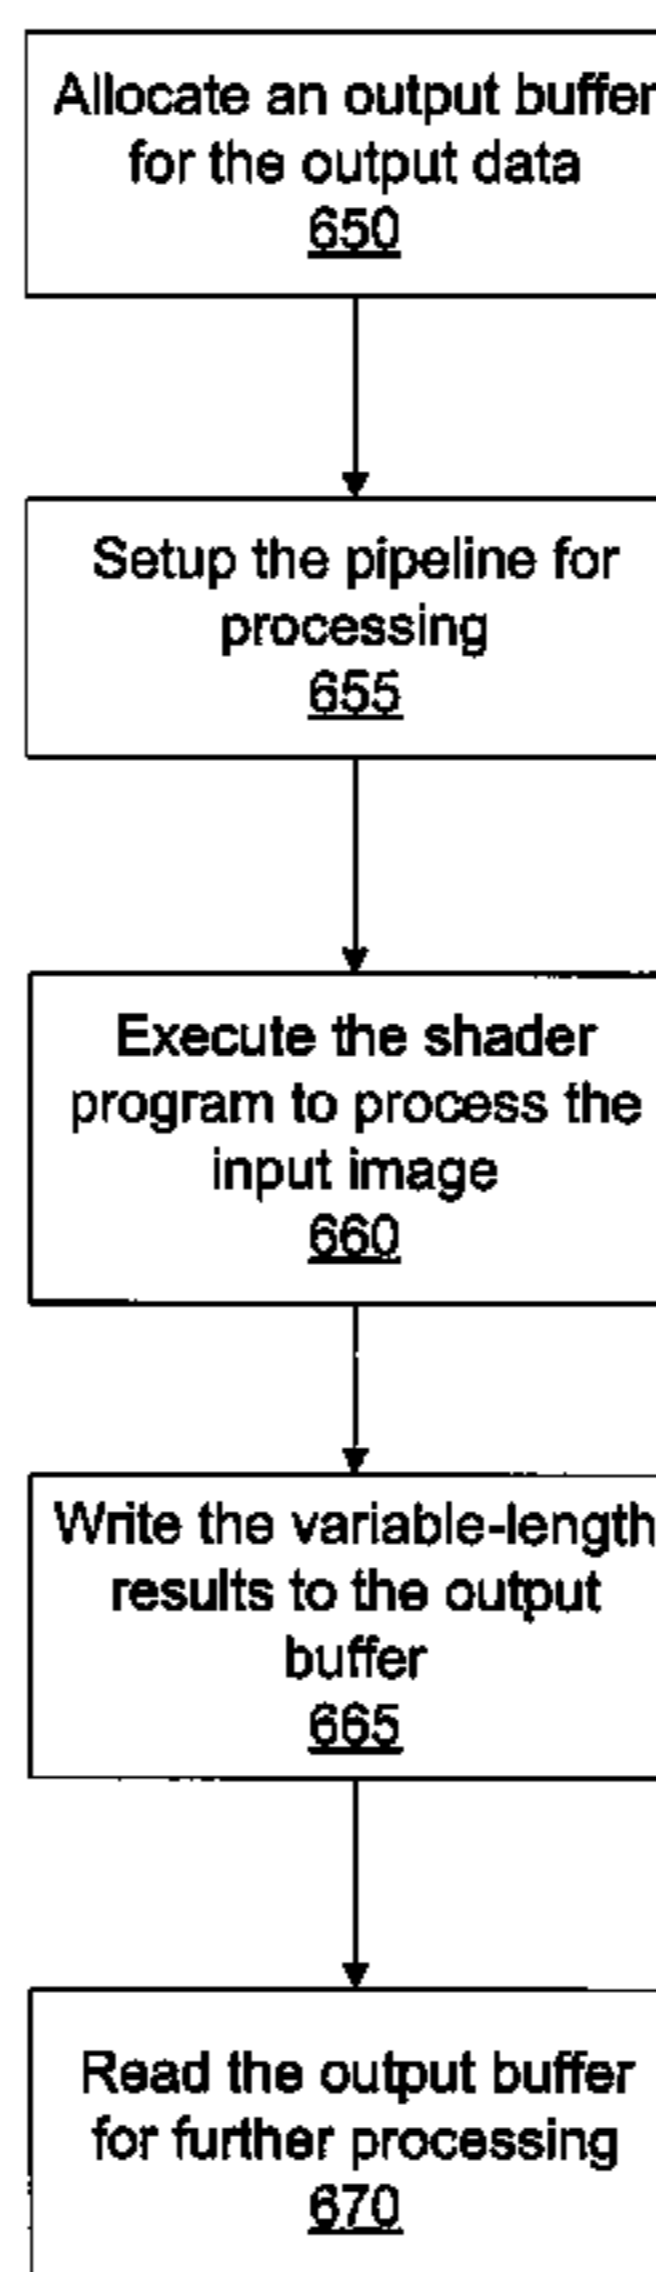 Allocate an output buffer
for the output data
650
Setup the pipeline for
processing
655
Execute the shader
program to process the
input image
660
Write the variable-length
results to the output
buffer
665
Read the output buffer
for further processing
670